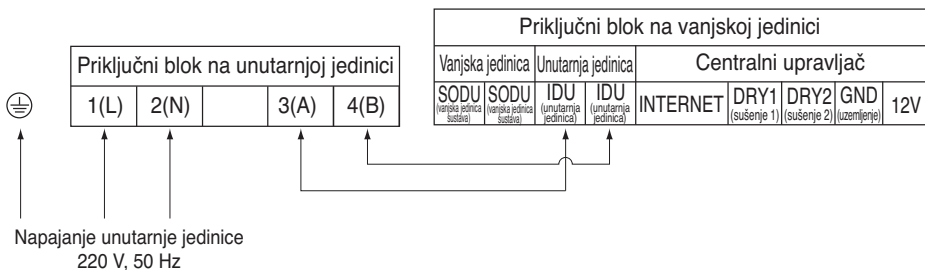 Priključni blok na vanjskoj jedinici
Priključni blok na unutarnjoj jedinici
Vanjska jedinica Unutarnja jedinica Centralni upravljač
1(L) 2(N) 3(A) 4(B)
SODU SODU IDU IDU INTERNET DRY1 DRY2 GND 12V
(vanjska jedinica sustava) (vanjska jedinica sustava) (unutarnja jedinica) (unutarnja jedinica) (sušenje 1) (sušenje 2) (uzemljenje)
Napajanje unutarnje jedinice
220 V, 50 Hz